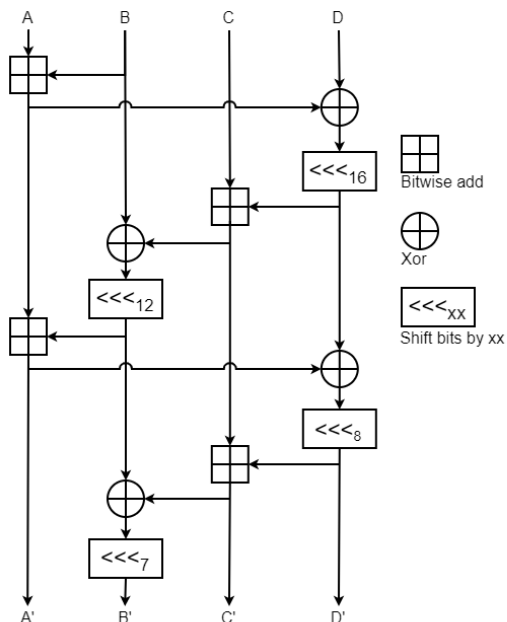 A B C D
<<<16
Bitwise add
Xor
<<<12
<<<xx
Shift bits by xx
<<<8
<<<7
A' B' C' D'